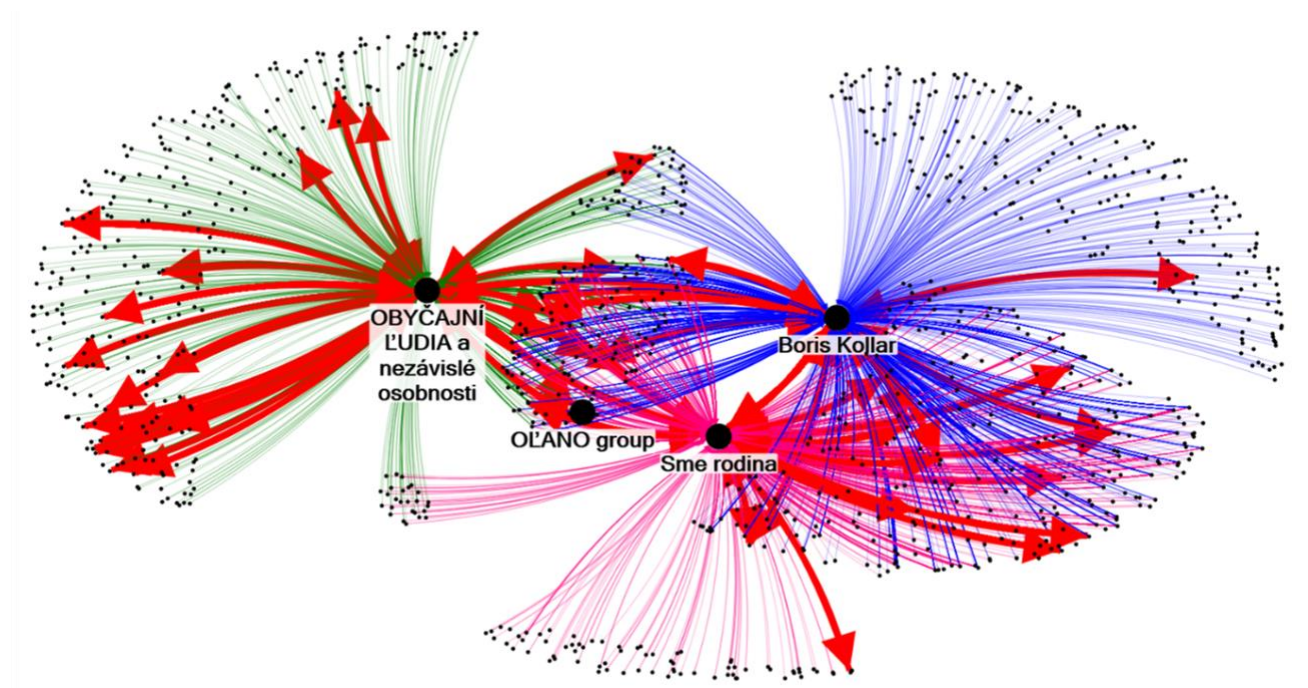 OBYČAJNÍ
ĽUDIA a
nezávislé
osobnosti
Boris Kollar
OĽANO group
Sme rodina